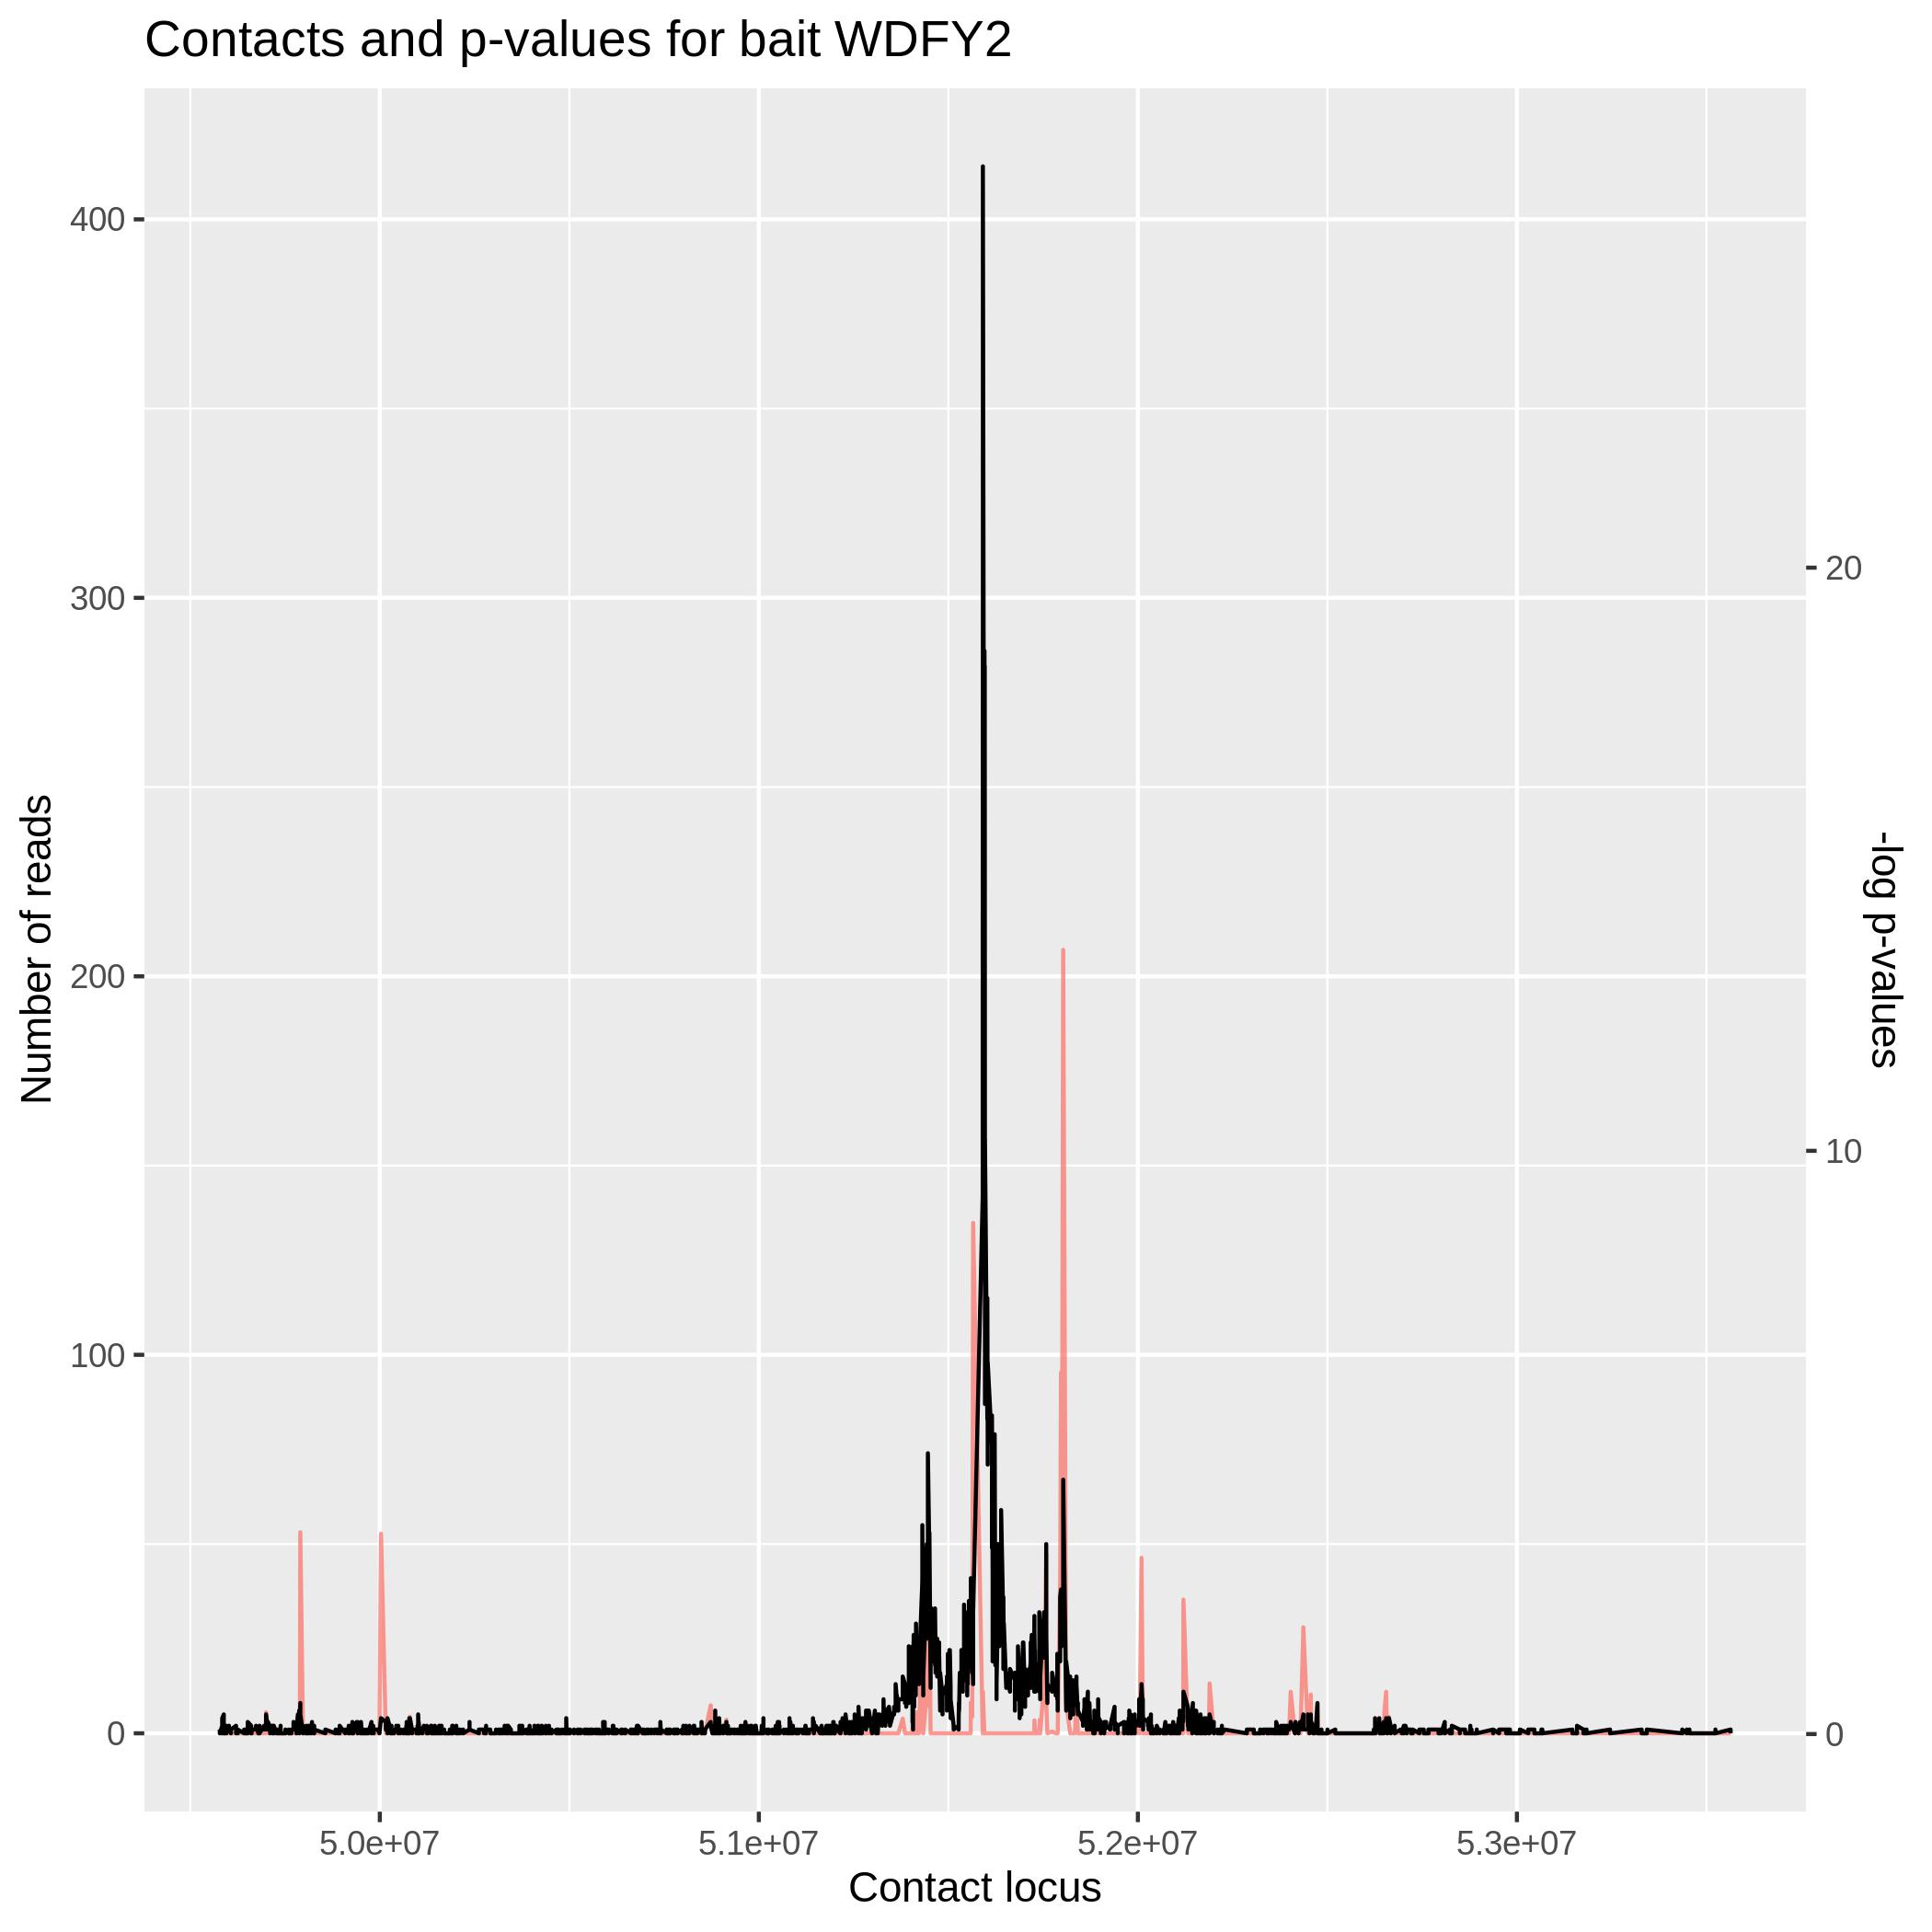 Contacts and p-values for bait WDFY2
400
300
200
100
0
Number of reads
20
10
0
-log p-values
5.0e+07
5.1e+07
5.2e+07
5.3e+07
Contact locus